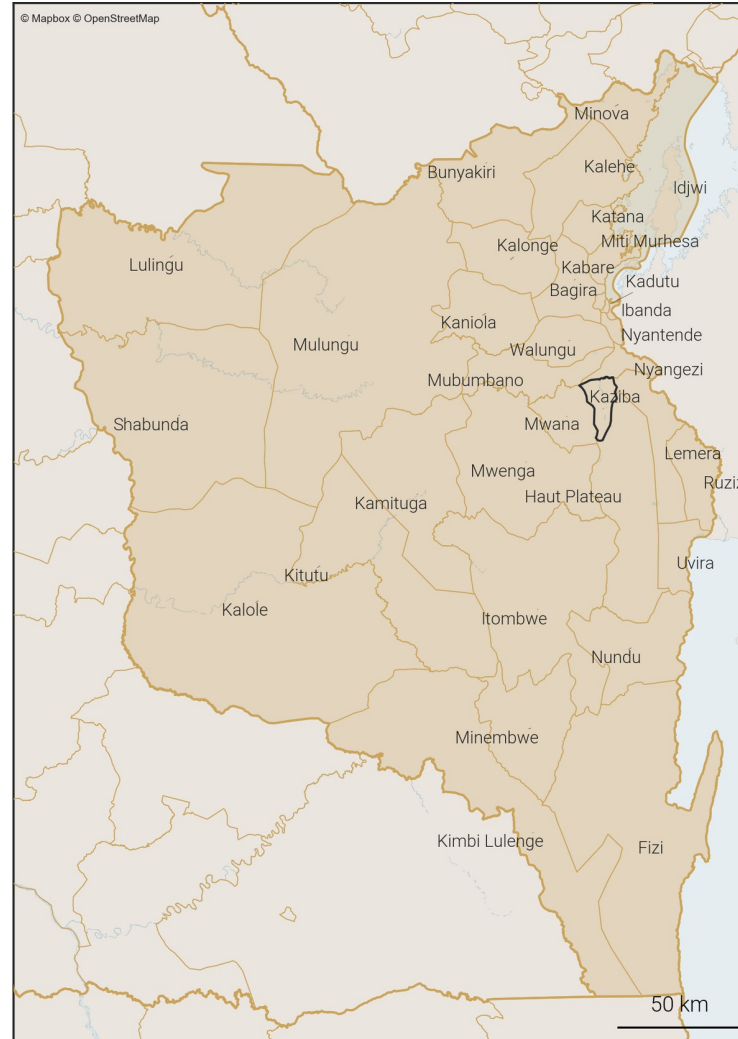 © Mapbox © OpenStreetMap
Minova
Kalehe
Bunyakiri
Idjwi
Katana
Miti Murhesa
Kalonge
Lulingu
Kabare
Kadutu
Bagira
Ibanda
Kaniola
Nyantende
Mulungu
Walungu
Nyangezi
Mubumbano
Kaziba
Shabunda
Mwana
Lemera
Mwenga
Ruziz
Kamituga
Haut Plateau
Uvira
Kitutu
Kalole
Itombwe
Nundu
Minembwe
Kimbi Lulenge
Fizi
50 km